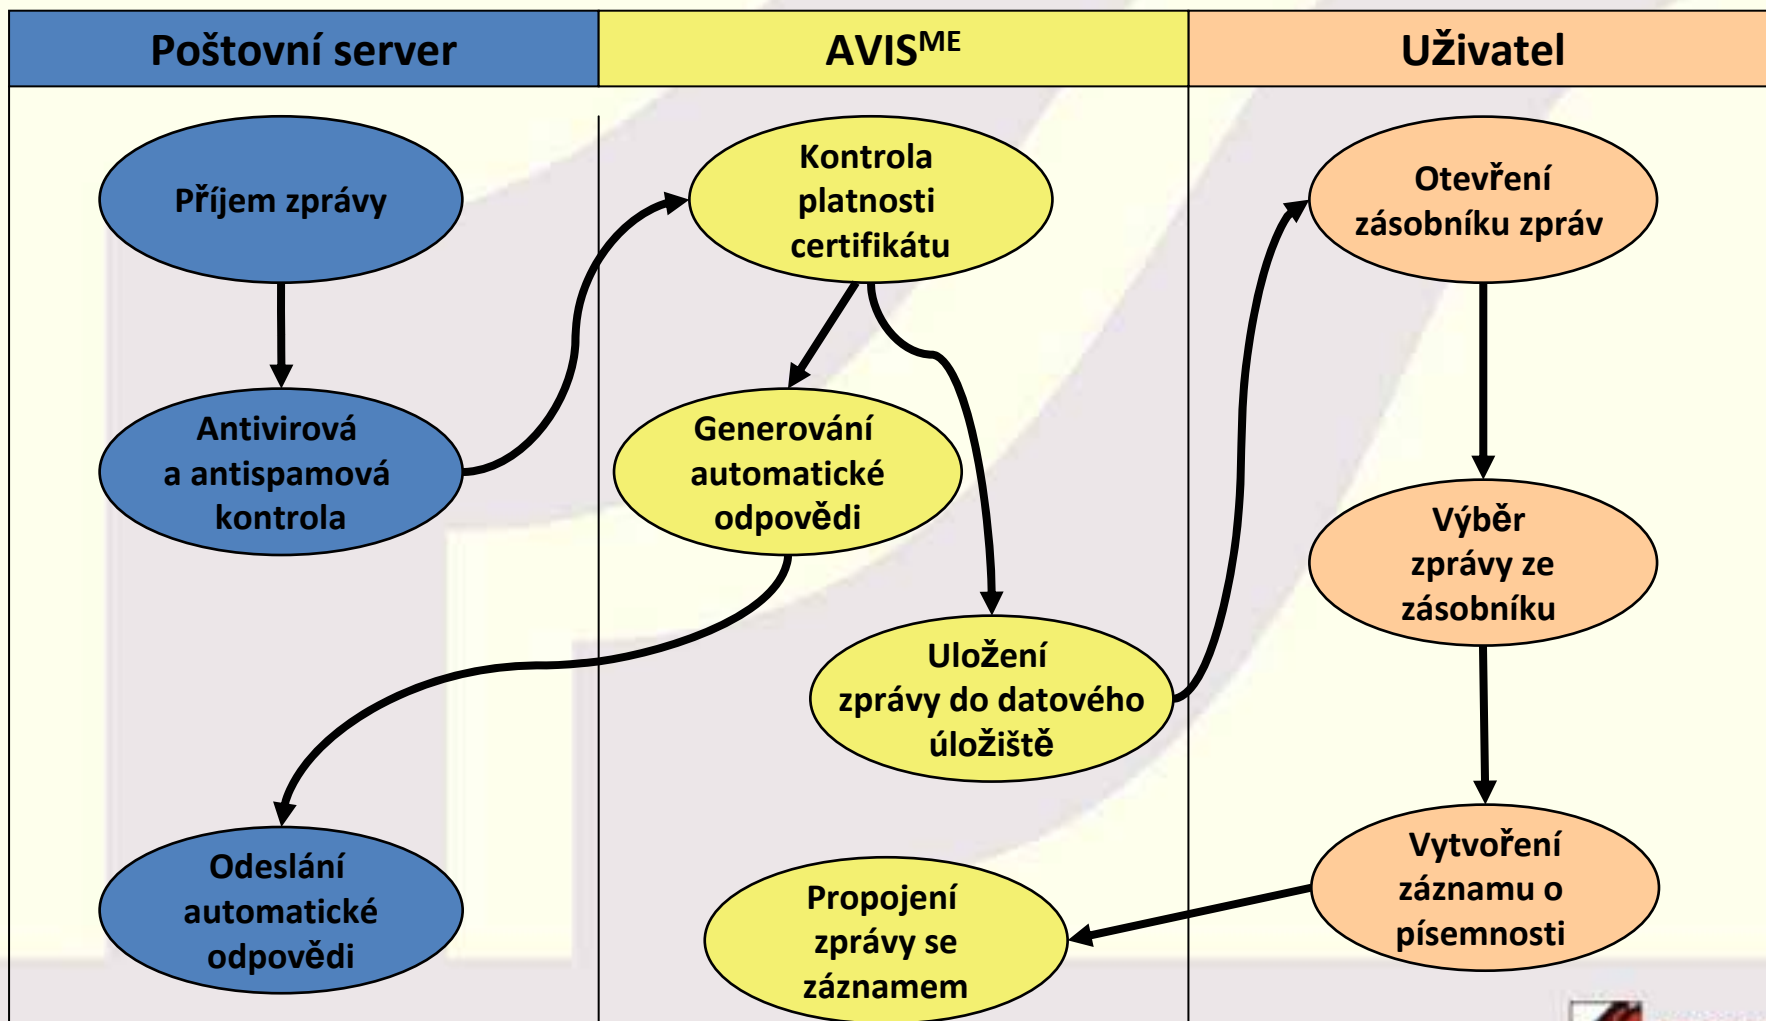 Poštovní server
AVISME
Uživatel
Příjem zprávy
Antivirová
a antispamová
kontrola
Odeslání
automatické
odpovědi
Kontrola
platnosti
certifikátu
Generování
automatické
odpovědi
Uložení
zprávy do datového
úložiště
Propojení
zprávy se
záznamem
Otevření
zásobníku zpráv
Výběr
zprávy ze
zásobníku
Vytvoření
záznamu o
písemnosti